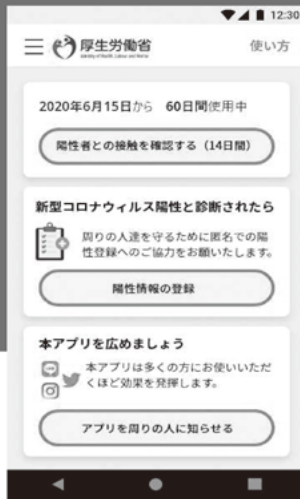 12:30
厚生労働省
Ministry of Health, Labour and Welfare
使い方
2020年6月15日から 60日間使用中
陽性者との接触を確認する（14日間）
新型コロナウィルス陽性と診断されたら
周りの人達を守るために匿名での陽
性登録へのご協力をお願いたします。
陽性情報の登録
本アプリを広めましょう
本アプリは多くの方にお使いいただ
くほど効果を発揮します。
アプリを周りの人に知らせる